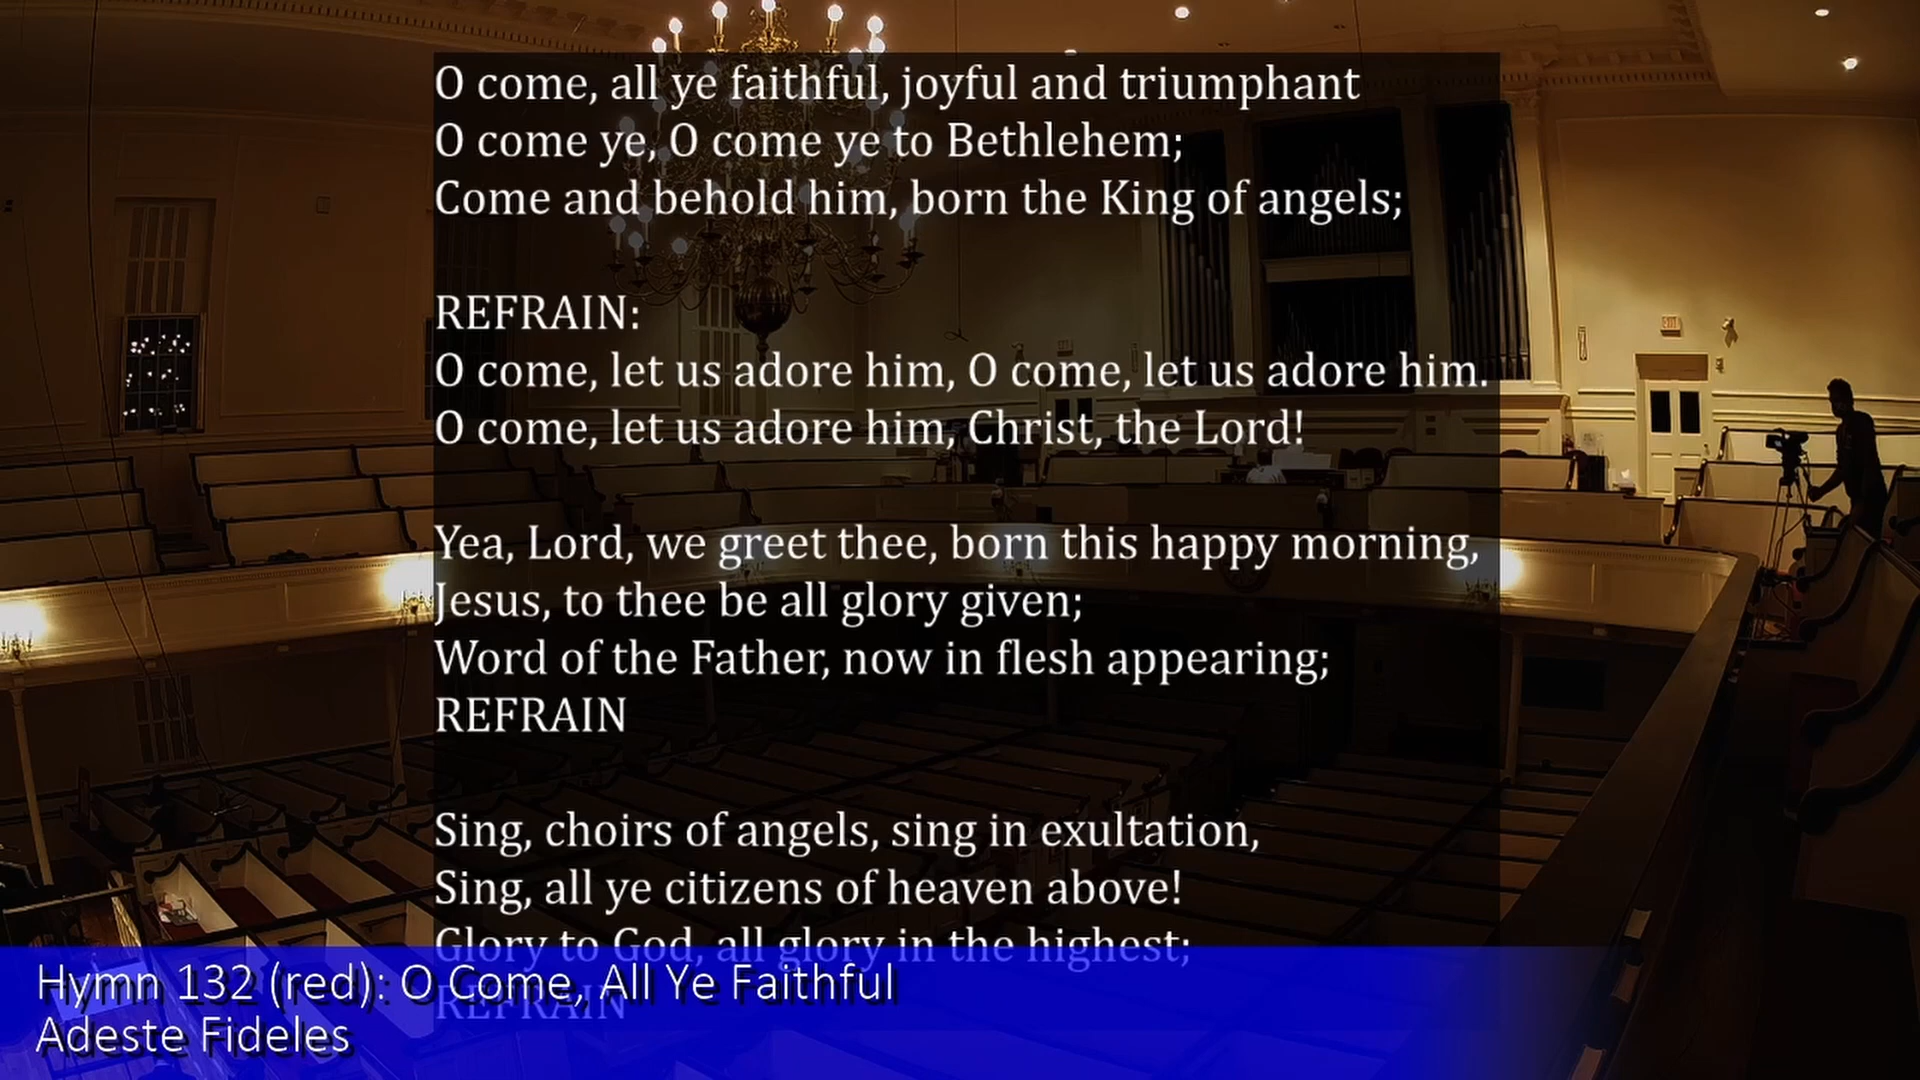 O come, all ye faithful, joyful and triumphant
O come ye, O come ye to Bethlehem;
Come and behold him, born the King of angels;
REFRAIN:
O come, let us adore him, O come, let us adore him.
O come, let us adore him, Christ, the Lord!
Yea, Lord, we greet thee, born this happy morning,
Jesus, to thee be all glory given;
Word of the Father, now in flesh appearing;
REFRAIN
Sing, choirs of angels, sing in exultation,
Sing, all ye citizens of heaven above!
Glory to God, all glory in the highest;
REFRAIN
Hymn 132 (red): O Come, All Ye Faithful
Adeste Fideles